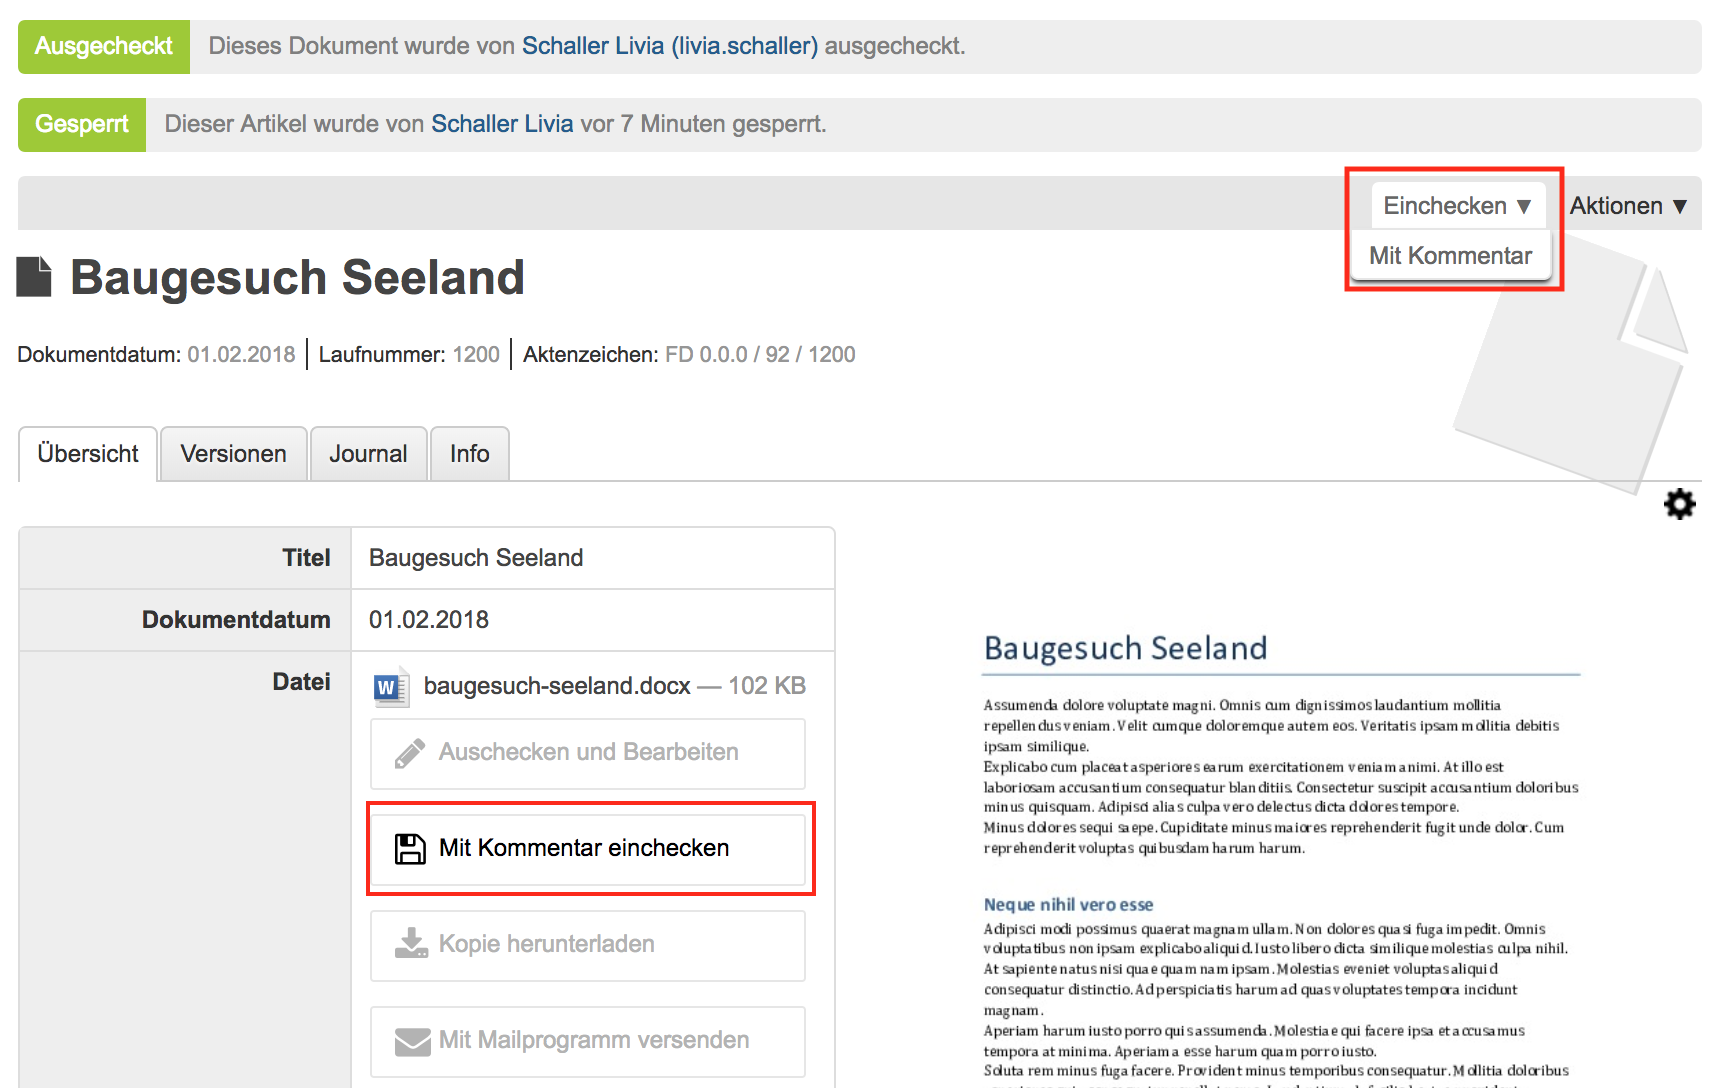 Ausgecheckt Dieses Dokument wurde von Schaller Livia (livia.schaller) ausgecheckt.
Gesperrt Dieser Artikel wurde von Schaller Livia vor 7 Minuten gesperrt.
Einchecken ▼ Aktionen ▼
Mit Kommentar
Baugesuch Seeland
Dokumentdatum: 01.02.2018 | Laufnummer: 1200 | Aktenzeichen: FD 0.0.0 / 92 / 1200
Übersicht Versionen Journal Info
Titel Baugesuch Seeland
Dokumentdatum 01.02.2018
Datei baugesuch-seeland.docx — 102 KB
Auschecken und Bearbeiten
Mit Kommentar einchecken
Kopie herunterladen
Mit Mailprogramm versenden
Baugesuch Seeland
Assumenda dolore voluptate magni. Omnis cum dignissimos laudantium mollitia
repellendus veniam. Velit cumque doloremque autem eos. Veritatis ipsam mollitia debitis
ipsam similique.
Explicabo cum placeat asperiores earum exercitationem veniam animi. At illo est
laboriosam accusantium consequatur blanditiis. Consectetur suscipit accusantium doloribus
minus quisquam. Adipisci alias culpa vero delectus dicta dolores tempore.
Minus dolores sequi saepe. Cupiditate minus maiores reprehenderit fugit unde dolor. Cum
reprehenderit voluptas quibusdam harum harum.
Neque nihil vero esse
Adipisci modi possimus quaerat magnam ullam. Non dolores quasi fuga impedit. Omnis
voluptatibus non ipsam explicabo aliquid. Iusto libero dicta similique molestias culpa nihil.
At sapiente natus nisi quae quam nam ipsam. Molestias eveniet voluptas aliquid
consequatur distinctio. Ad perspiciatis harum ad quas voluptates tempora incidunt
magnam.
Aperiam harum iusto porro quis assumenda. Molestiae qui facere ipsa et accusamus
tempora at minima. Aperiam a esse harum quam porro iusto.
Soluta rem minus fuga facere. Provident minus temporibus consequatur. Mollitia doloribus